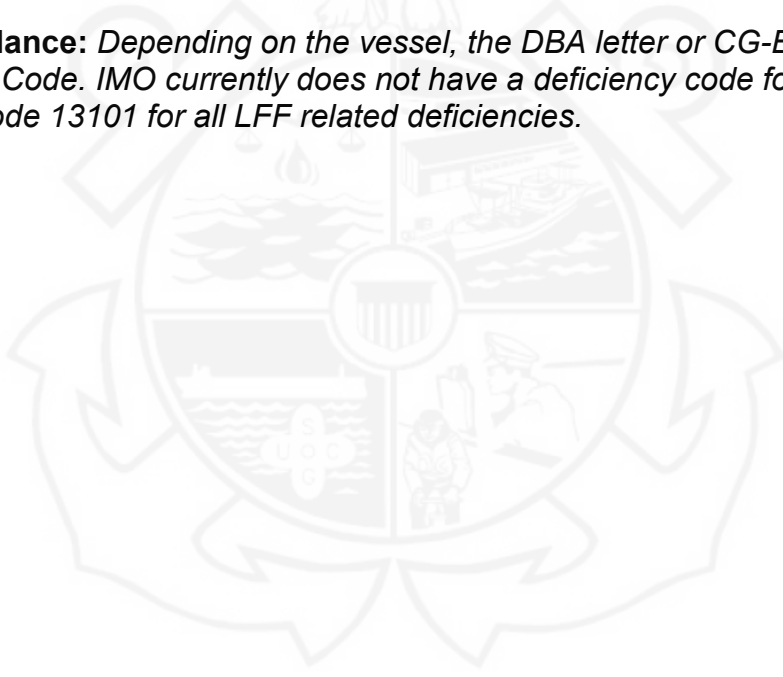 lance: Depending on the vessel, the DBA letter or CG-E
Code. IMO currently does not have a deficiency code fo
ode 13101 for all LFF related deficiencies.
S
U O C
G